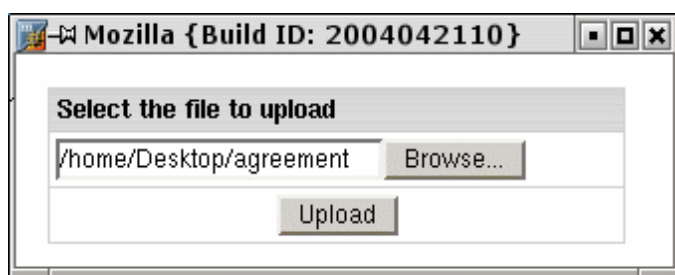 Mozilla {Build ID: 2004042110}
Select the file to upload
/home/Desktop/agreement Browse...
Upload